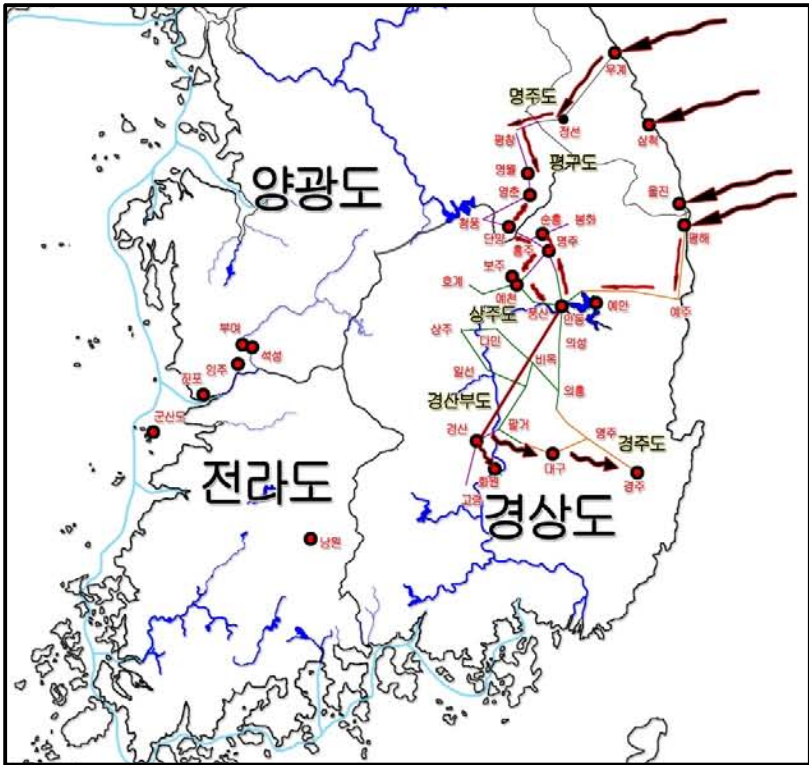 우계
명주도
정선
삼척
평창
평구도
영월
울진
양광도
영춘
청풍
순흥
봉화
평해
단양
영주
흥주
보주
호계
예천
예안
풍산
안동
예주
상주도
부여
석성
상주
다인
의성
임주
비옥
진포
일선
의흥
군산도
경산부도
팔거
영주
경주도
경산
대구
전라도
화원
경주
고령
경상도
남원